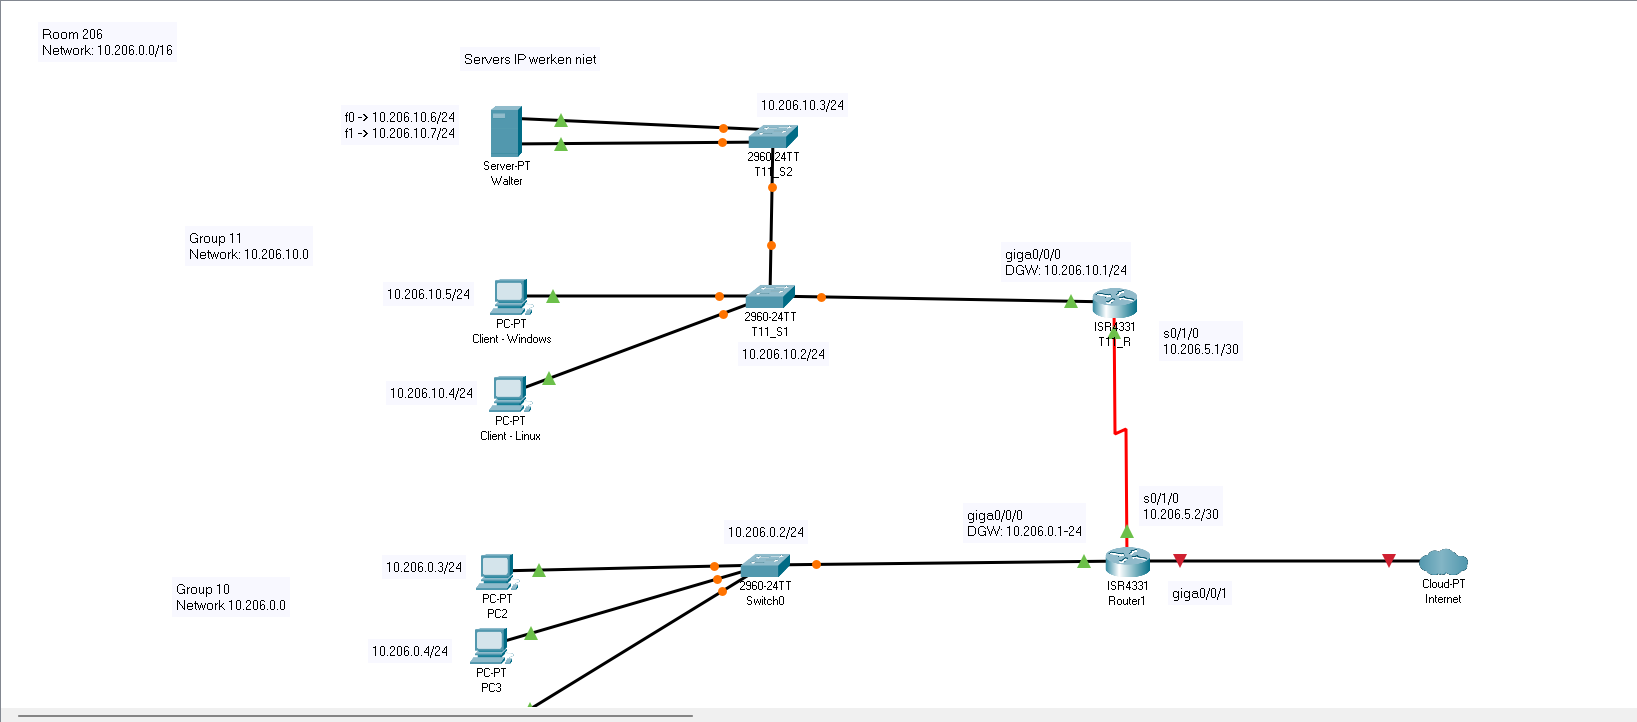 Room 206
Network: 10.206.0.0/16
Servers IP werken niet
10.206.10.3/24
f0 -> 10.206.10.6/24
f1 -> 10.206.10.7/24
Server-PT
Walter
2960-24TT
T11_S2
Group 11
Network: 10.206.10.0
giga0/0/0
DGW: 10.206.10.1/24
10.206.10.5/24
PC-PT
Client - Windows
2960-24TT
T11_S1
10.206.10.2/24
ISR4331
T11_R
s0/1/0
10.206.5.1/30
10.206.10.4/24
PC-PT
Client - Linux
s0/1/0
10.206.5.2/30
giga0/0/0
DGW: 10.206.0.1-24
10.206.0.2/24
10.206.0.3/24
PC-PT
PC2
2960-24TT
Switch0
ISR4331
Router1
giga0/0/1
Cloud-PT
Internet
Group 10
Network 10.206.0.0
10.206.0.4/24
PC-PT
PC3